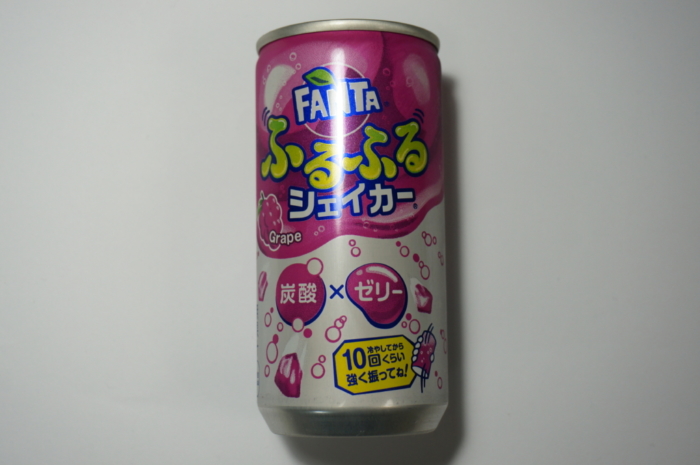 FANTA
ふるふる
シェイカー
Grape
炭酸×ゼリー
冷やしてから
10回くらい
強く振ってね!